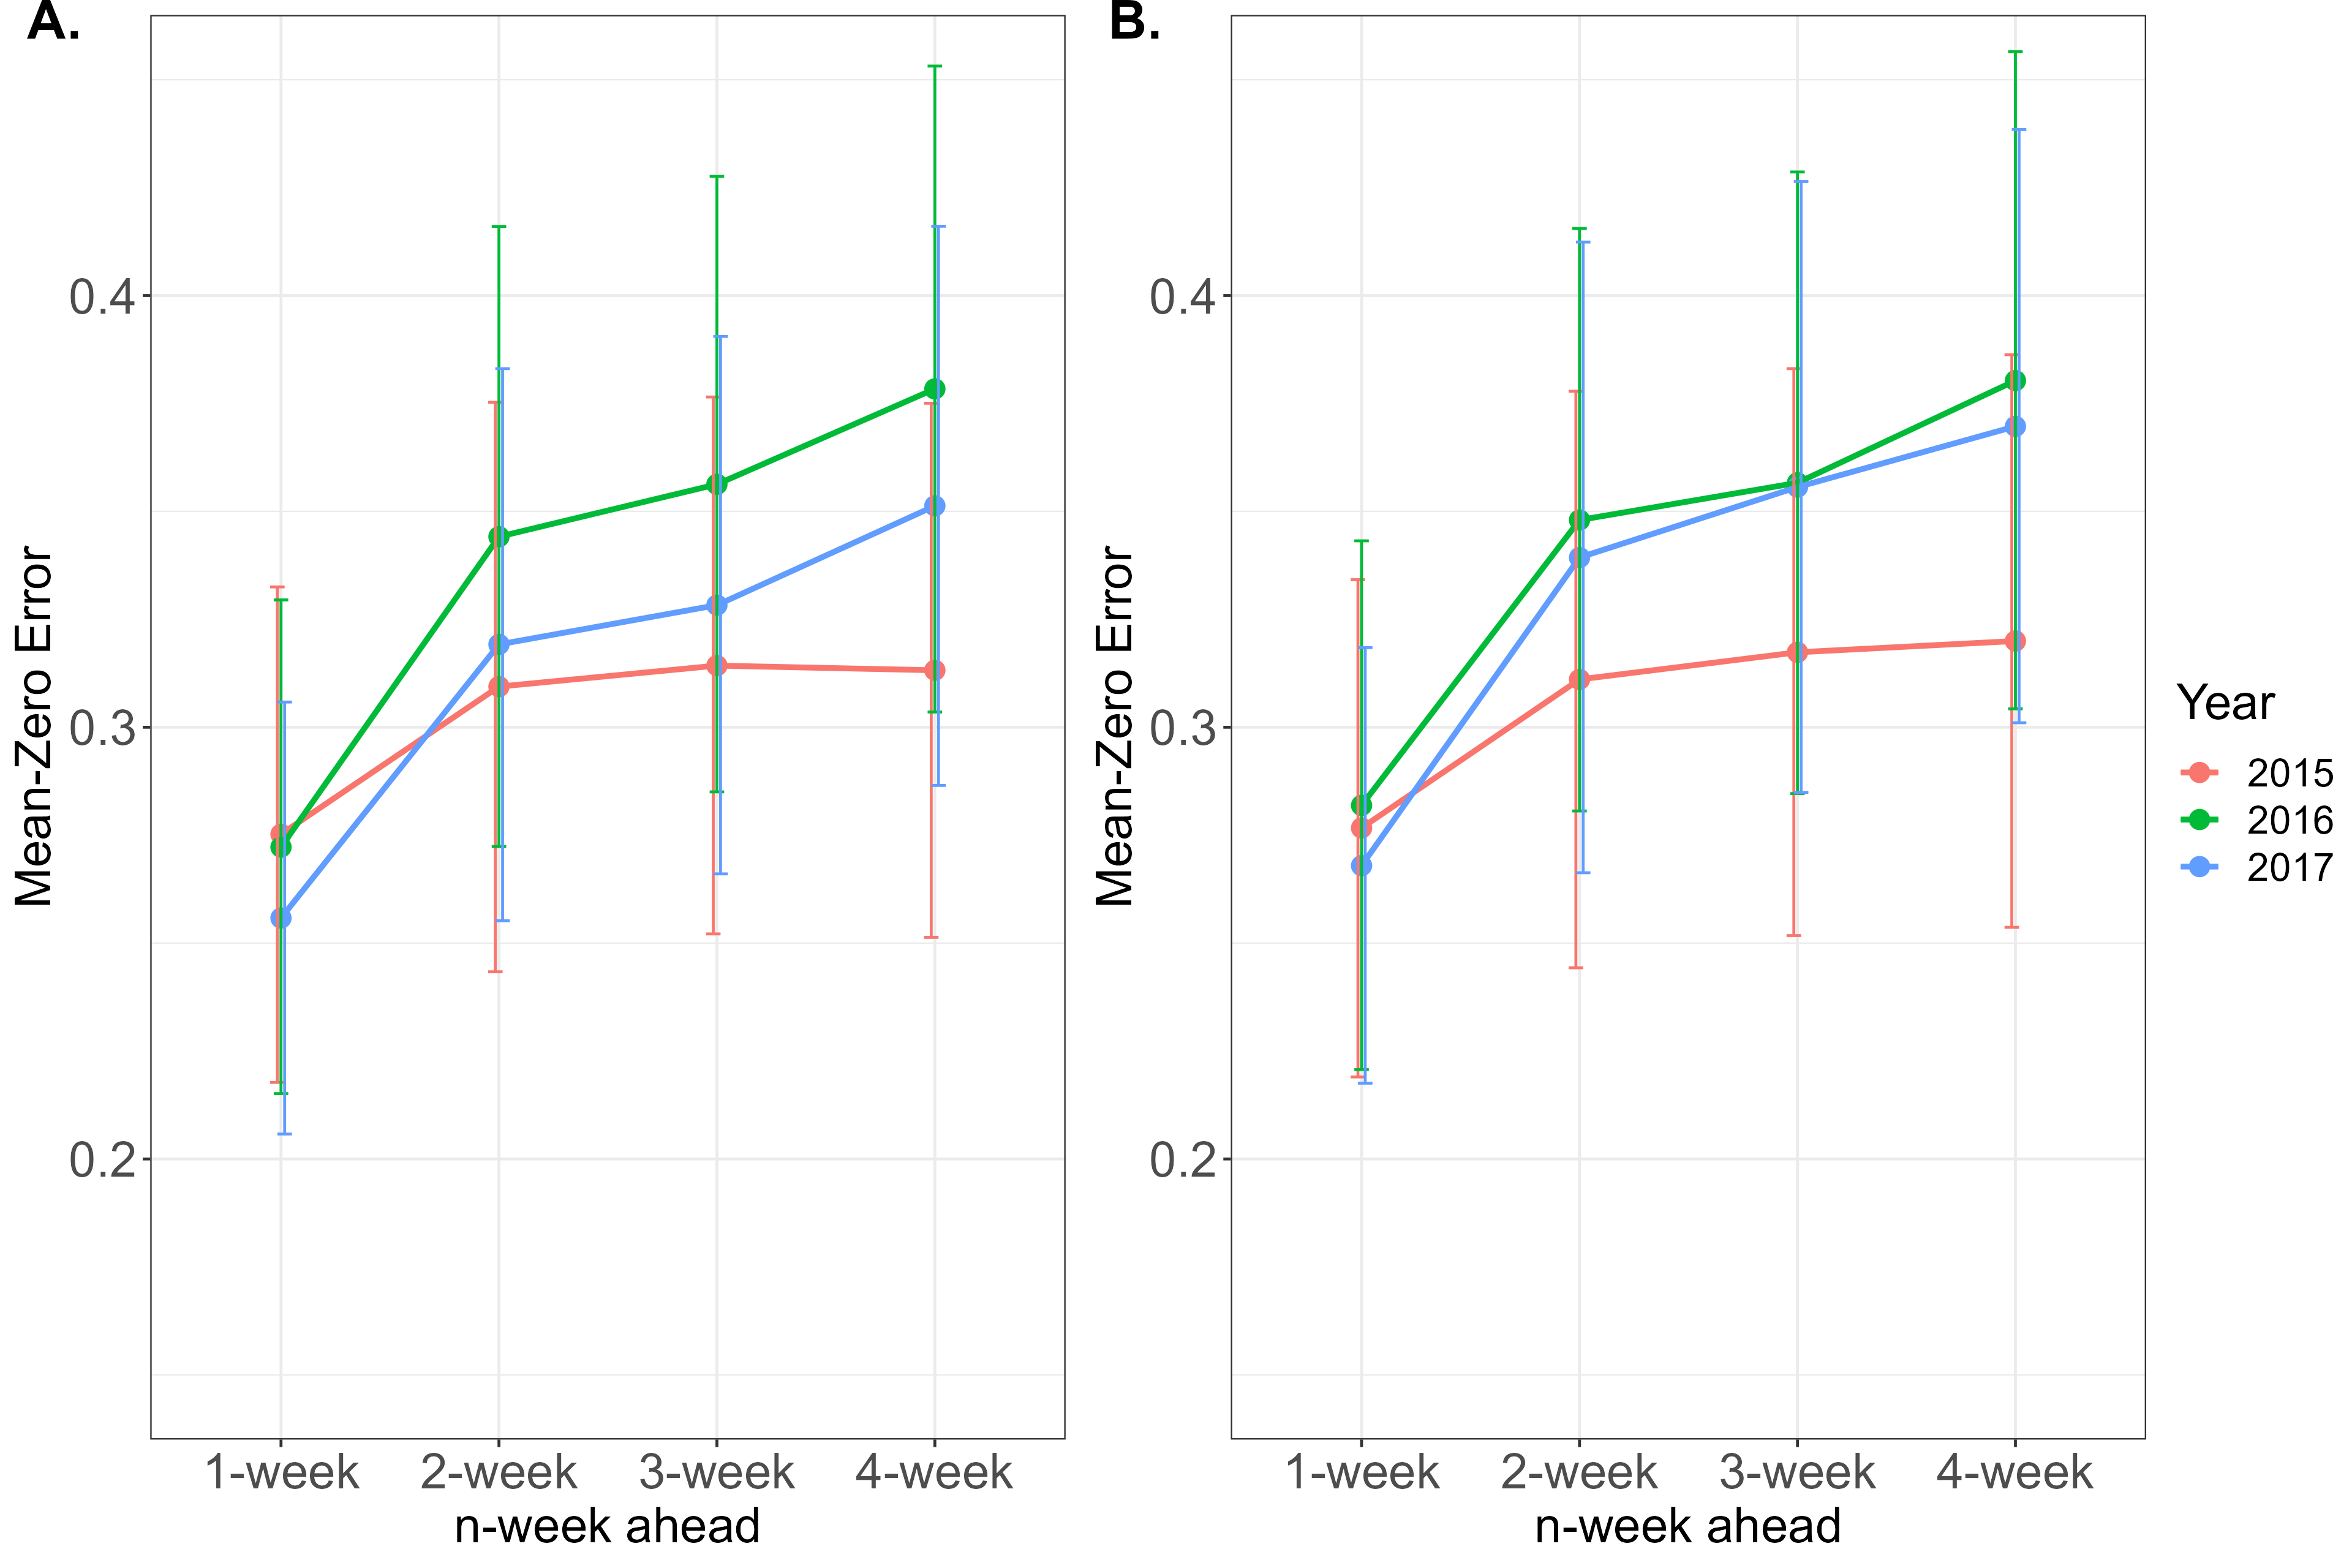 A.
Mean-Zero Error
0.4
0.3
0.2
1-week 2-week 3-week 4-week
n-week ahead
B.
Mean-Zero Error
0.4
0.3
0.2
1-week 2-week 3-week 4-week
n-week ahead
Year
2015
2016
2017